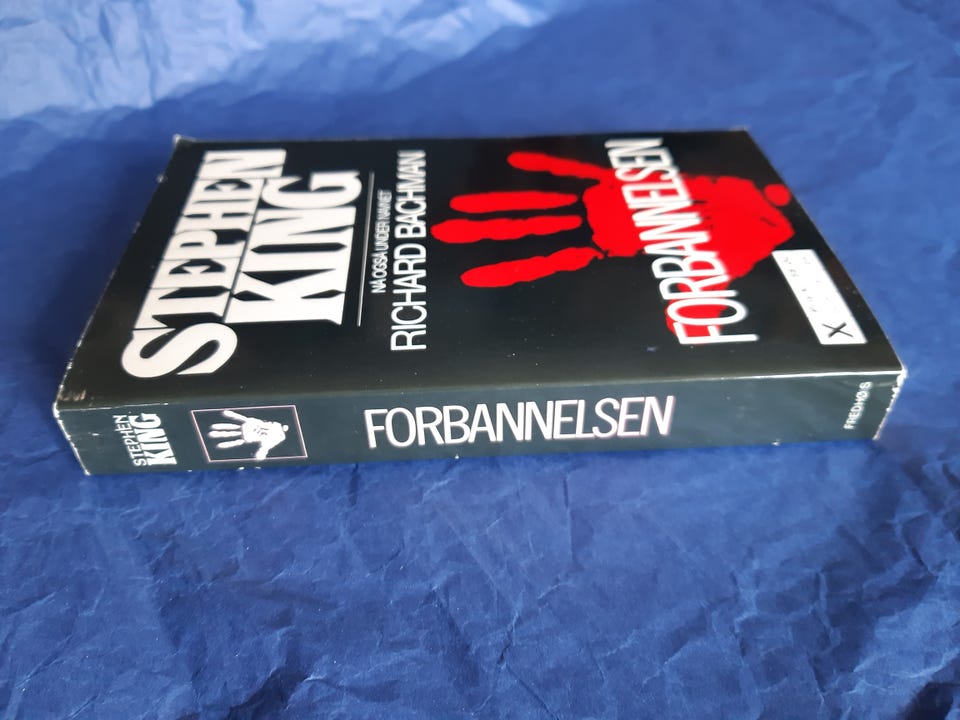 STEPHEN
KING
NÅ OGSÅ UNDER NAVNET
RICHARD BACHMAN
FORBANNELSEN
X
STEPHEN
KING
FORBANNELSEN
FREDHØIS